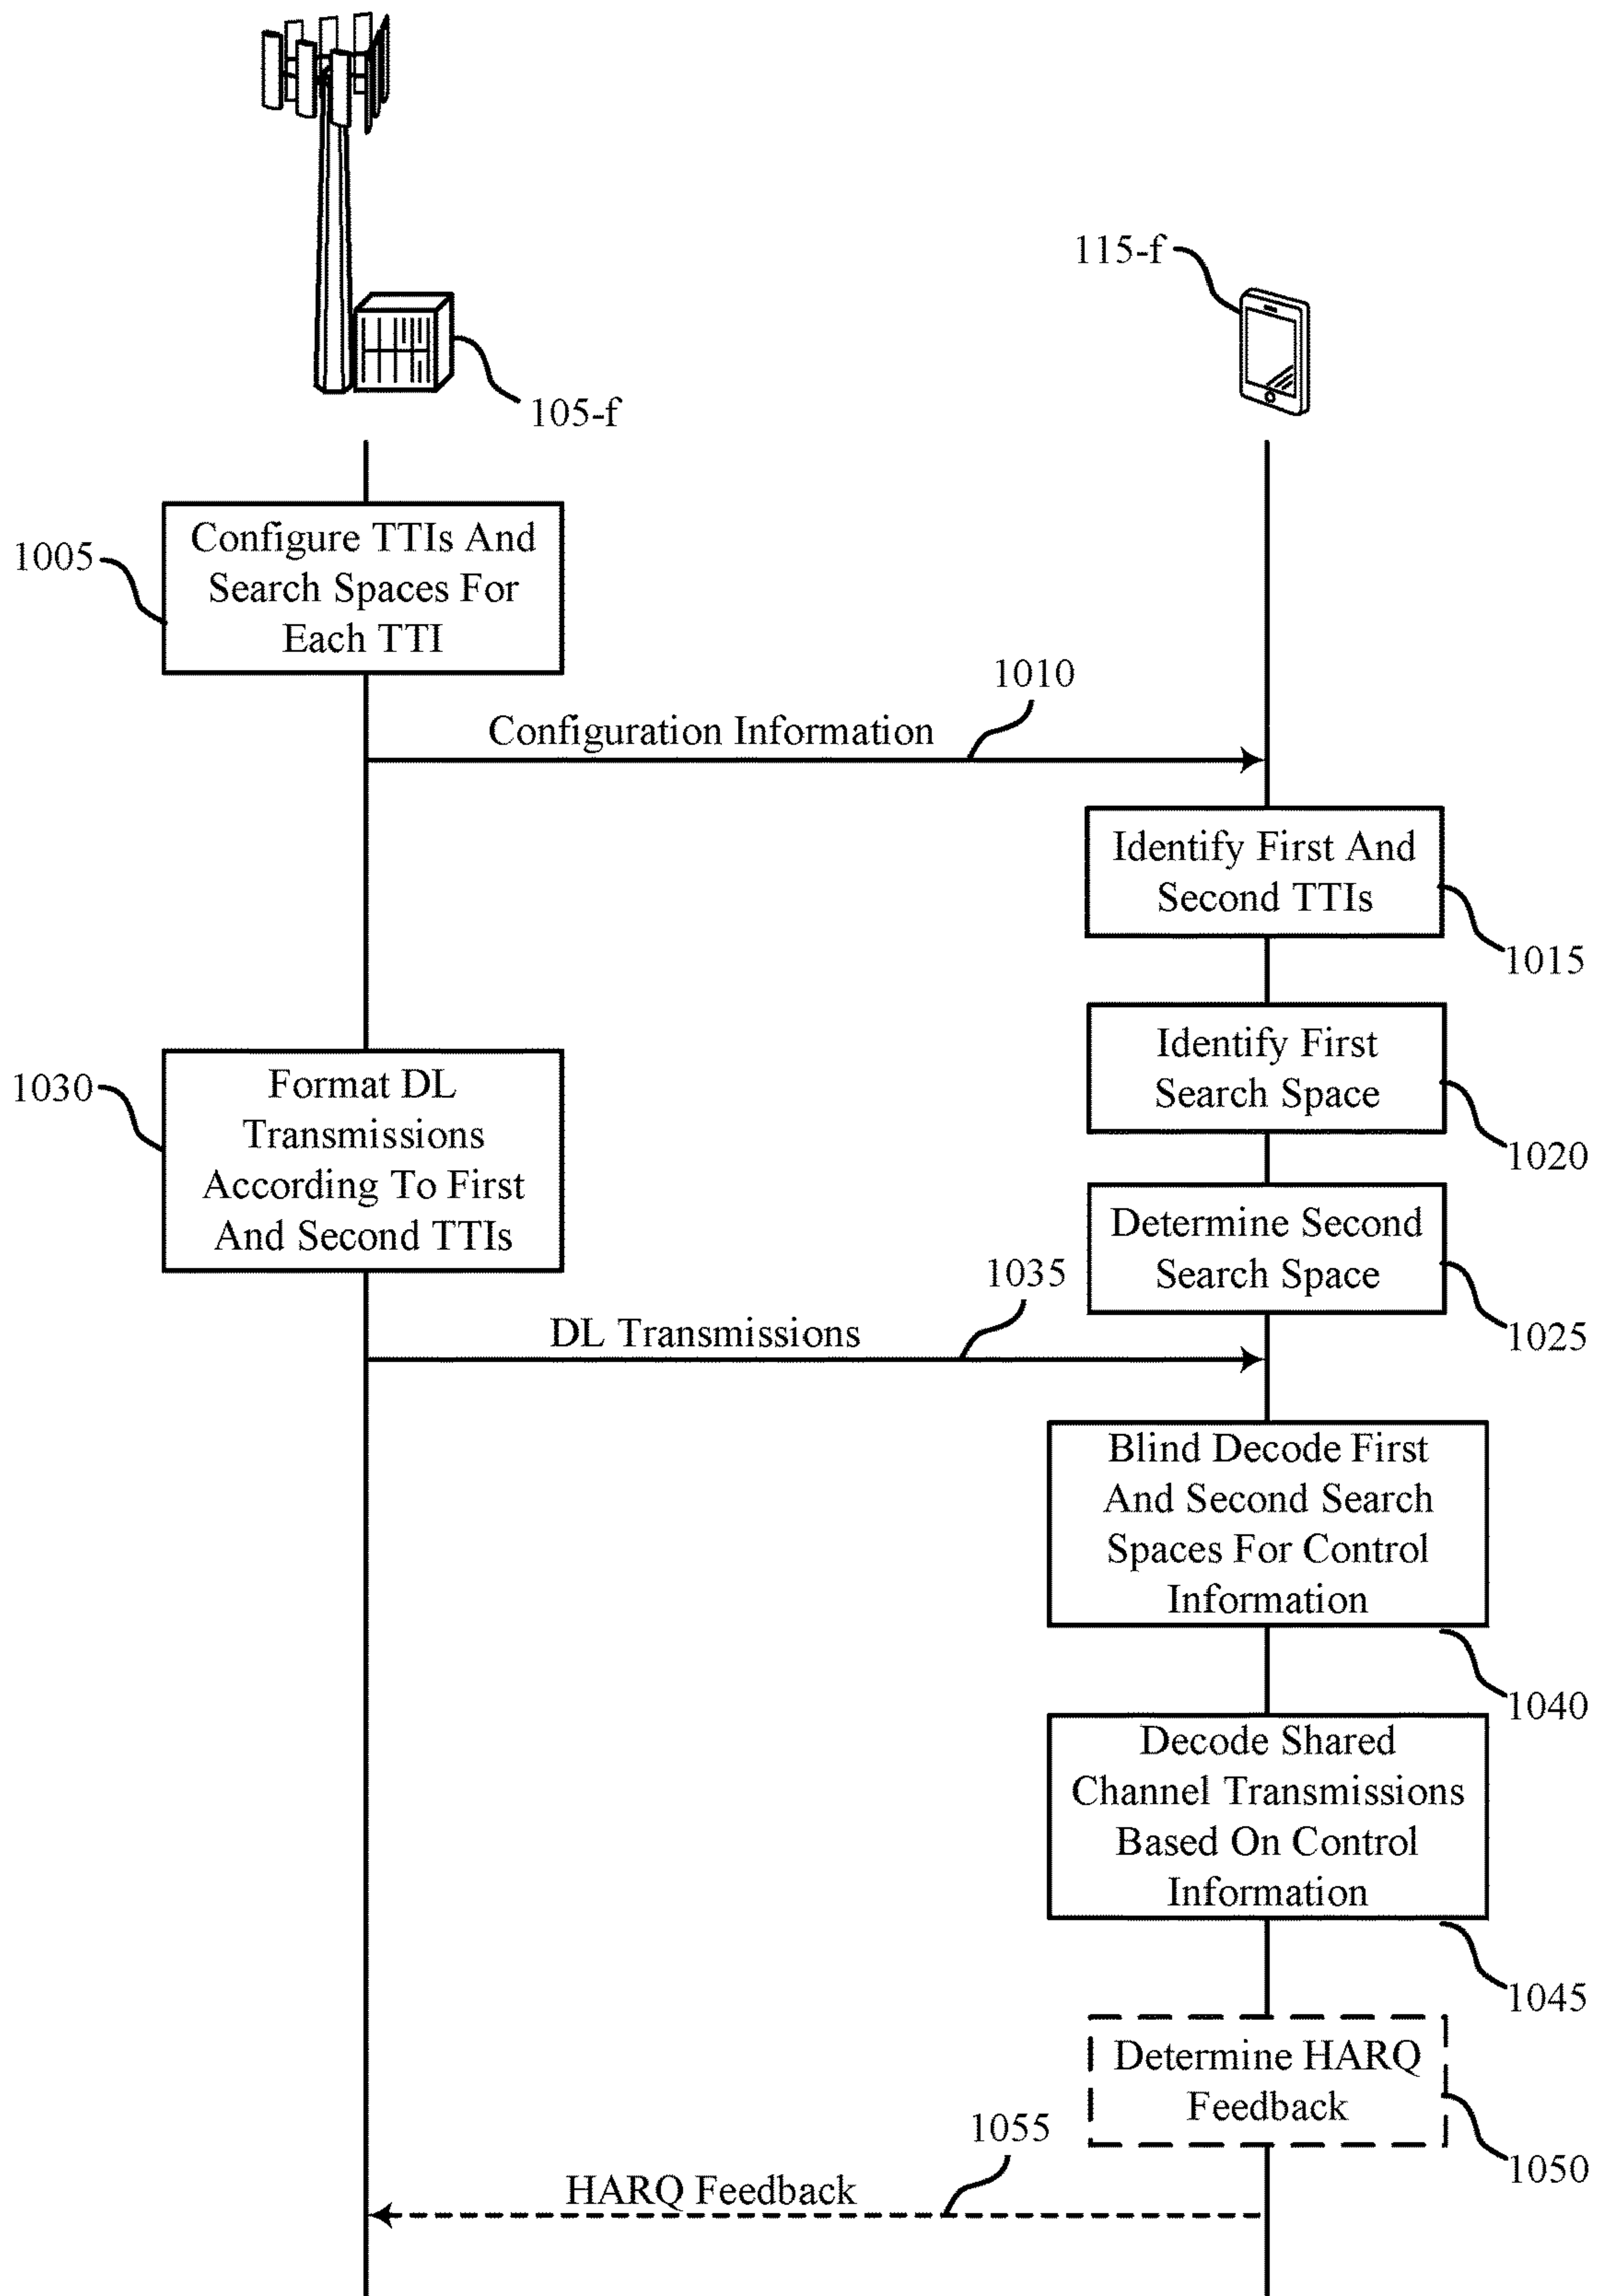 115-f
105-f
1005
Configure TTIs And
Search Spaces For
Each TTI
1010
Configuration Information
Identify First And
Second TTIs
1015
Identify First
Search Space
1020
1030
Format DL
Transmissions
According To First
And Second TTIs
Determine Second
Search Space
1025
1035
DL Transmissions
Blind Decode First
And Second Search
Spaces For Control
Information
1040
Decode Shared
Channel Transmissions
Based On Control
Information
1045
Determine HARQ
Feedback
1050
1055
HARQ Feedback